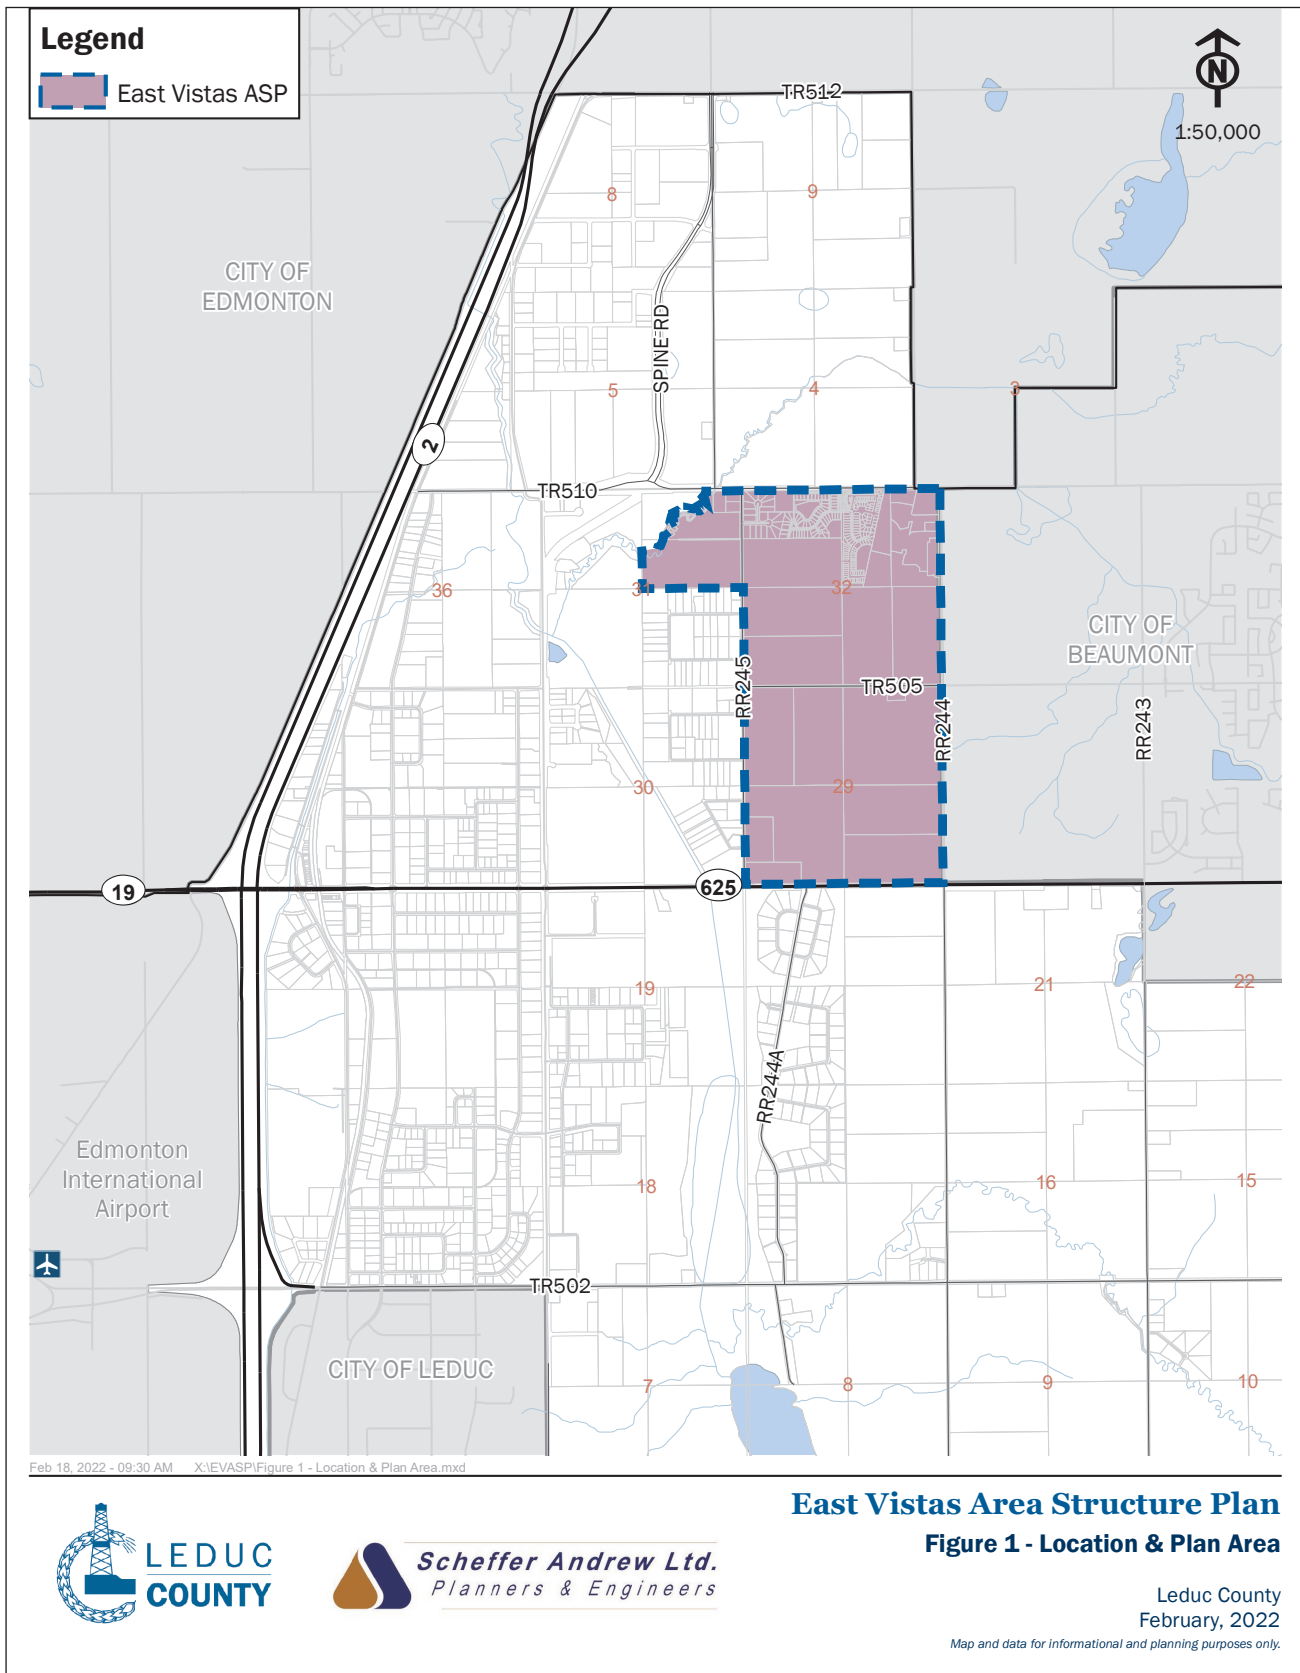 Legend
East Vistas ASP
N
1:50,000
TR512
8
9
CITY OF
EDMONTON
SPINE RD
5
4
3
2
TR510
36
31
32
CITY OF
BEAUMONT
RR245
TR505
RR244
RR243
30
29
19
625
19
21
22
RR244A
Edmonton
International
Airport
18
16
15
TR502
CITY OF LEDUC
7
8
9
10
Feb 18, 2022 - 09:30 AM X:\EVASP\Figure 1 - Location & Plan Area.mxd
East Vistas Area Structure Plan
Figure 1 - Location & Plan Area
LEDUC
COUNTY
Scheffer Andrew Ltd.
Planners & Engineers
Leduc County
February, 2022
Map and data for informational and planning purposes only.